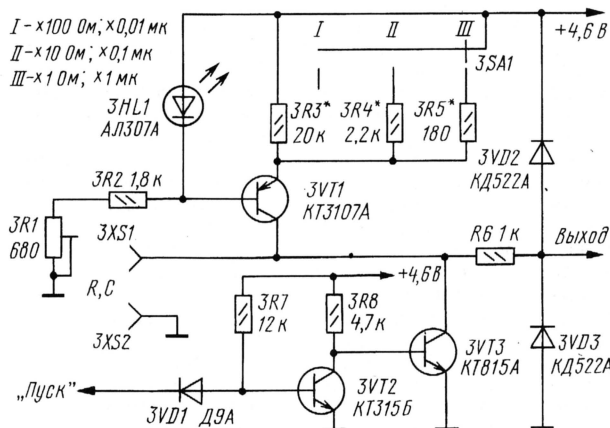 I – ×100 Ом; ×0,01 мк
II – ×10 Ом; ×0,1 мк
III – ×1 Ом; ×1 мк
I II III
+4,6 В
3SA1
3HL1
АЛ307А
3R3*
20к
3R4*
2,2 к
3R5*
180
3VD2
КД522А
3R2 1,8 к
3VT1
КТ3107А
3R1
680
3XS1
R6 1 к
Выход
R,C
+4,6 В
3XS2
3R7
12 к
3R8
4,7к
3VT3
КТ815А
3VD3
КД522А
„Пуск"
3VD1 Д9А
3VT2
КТ315Б